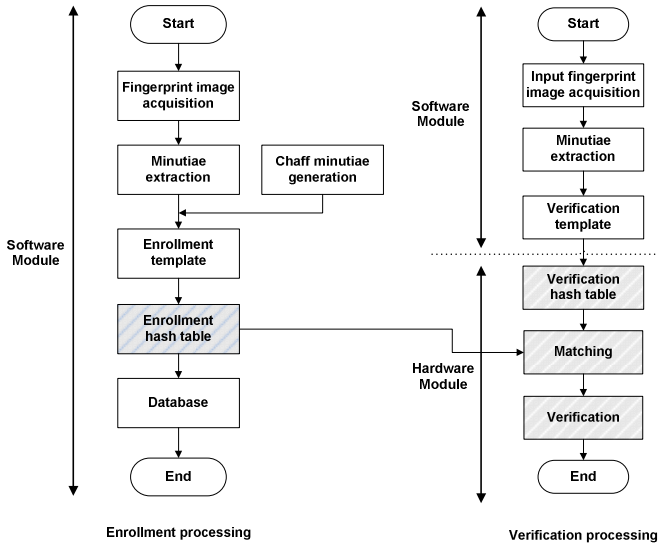 Start
Fingerprint image
acquisition
Minutiae
extraction
Chaff minutiae
generation
Software
Module
Enrollment
template
Enrollment
hash table
Database
End
Enrollment processing
Start
Input fingerprint
image acquisition
Software
Module
Minutiae
extraction
Verification
template
Verification
hash table
Matching
Hardware
Module
Verification
End
Verification processing